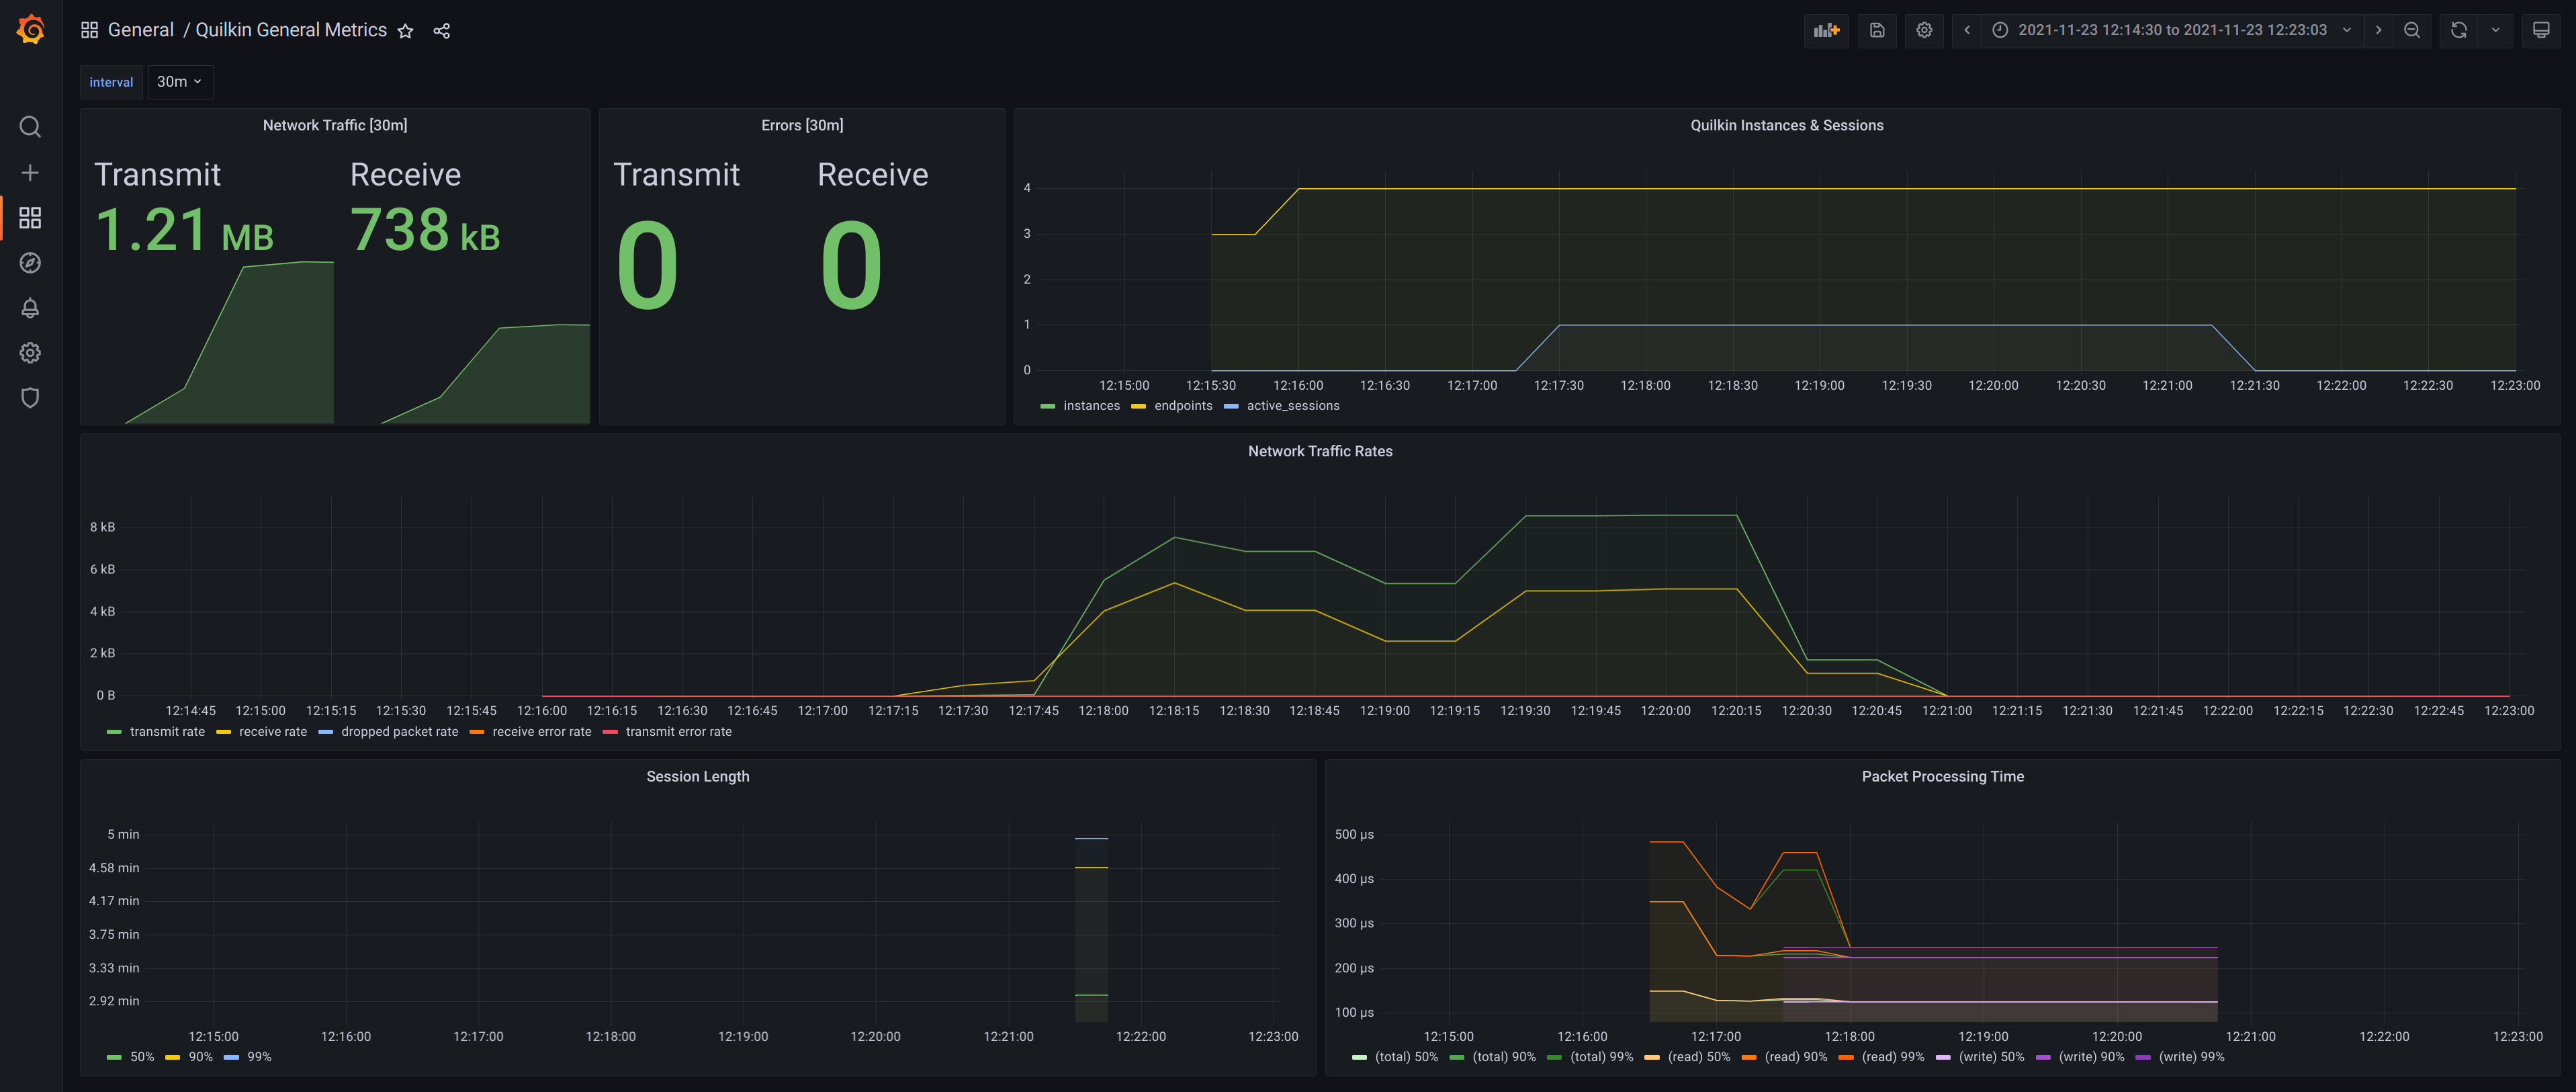 General / Quilkin General Metrics
2021-11-23 12:14:30 to 2021-11-23 12:23:03
interval 30m
Network Traffic [30m]
Transmit Receive
1.21 MB 738 kB
Errors [30m]
Transmit Receive
0 0
Quilkin Instances & Sessions
4
3
2
1
0
12:15:00 12:15:30 12:16:00 12:16:30 12:17:00 12:17:30 12:18:00 12:18:30 12:19:00 12:19:30 12:20:00 12:20:30 12:21:00 12:21:30 12:22:00 12:22:30 12:23:00
instances endpoints active_sessions
Network Traffic Rates
8 kB
6 kB
4 kB
2 kB
0 B
12:14:45 12:15:00 12:15:15 12:15:30 12:15:45 12:16:00 12:16:15 12:16:30 12:16:45 12:17:00 12:17:15 12:17:30 12:17:45 12:18:00 12:18:15 12:18:30 12:18:45 12:19:00 12:19:15 12:19:30 12:19:45 12:20:00 12:20:15 12:20:30 12:20:45 12:21:00 12:21:15 12:21:30 12:21:45 12:22:00 12:22:15 12:22:30 12:22:45 12:23:00
transmit rate receive rate dropped packet rate receive error rate transmit error rate
Session Length
5 min
4.58 min
4.17 min
3.75 min
3.33 min
2.92 min
12:15:00 12:16:00 12:17:00 12:18:00 12:19:00 12:20:00 12:21:00 12:22:00 12:23:00
50% 90% 99%
Packet Processing Time
500 µs
400 µs
300 µs
200 µs
100 µs
12:15:00 12:16:00 12:17:00 12:18:00 12:19:00 12:20:00 12:21:00 12:22:00 12:23:00
(total) 50% (total) 90% (total) 99% (read) 50% (read) 90% (read) 99% (write) 50% (write) 90% (write) 99%